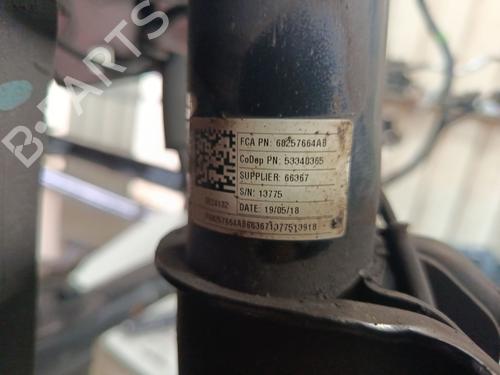 FCA PN: 68257664AB
CoDep PN: 53340365
SUPPLIER: 66367
S/N: 13775
DATE: 19/05/18
B-PARTS